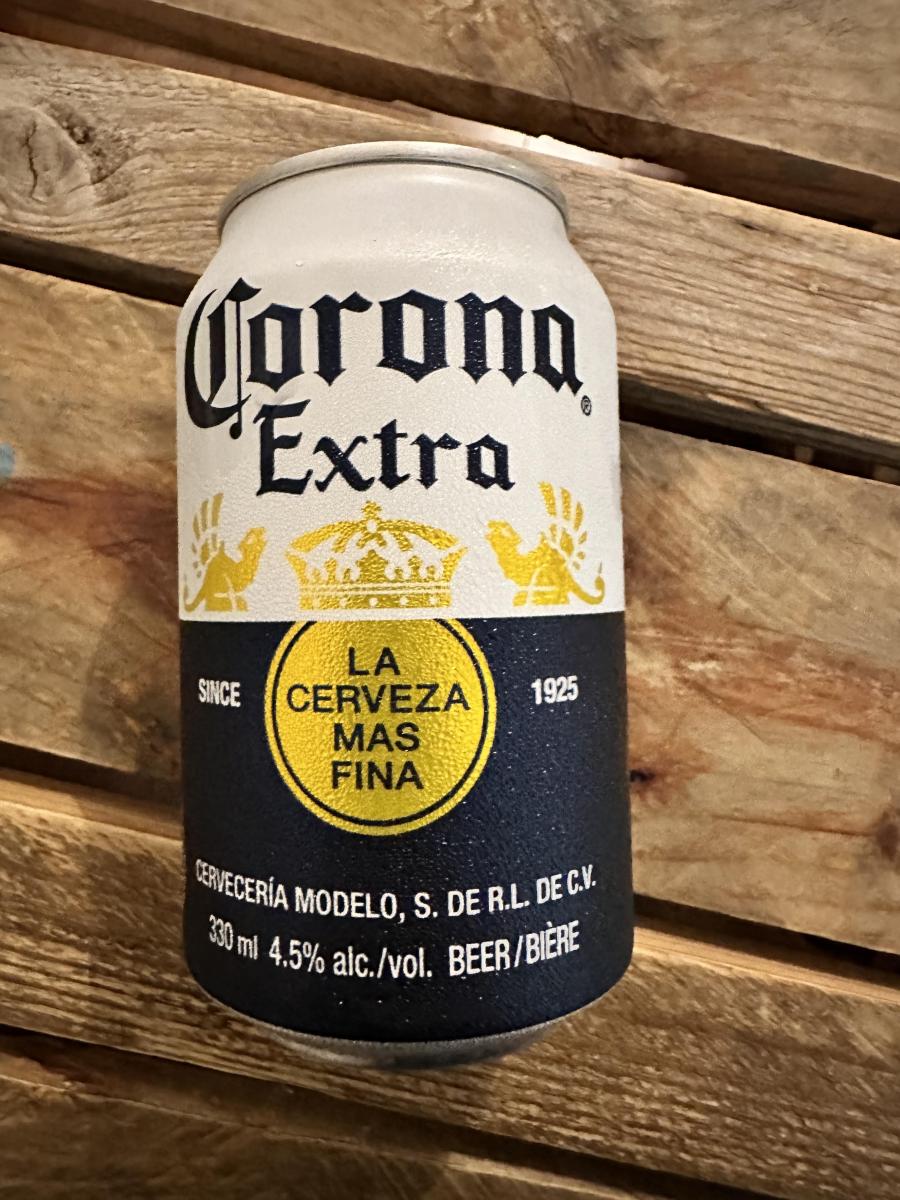 Corona
Extra
®
SINCE
LA
CERVEZA
MAS
FINA
1925
CERVECERÍA MODELO, S. DE R.L. DE C.V.
330 ml 4.5% alc./vol. BEER/BIÈRE